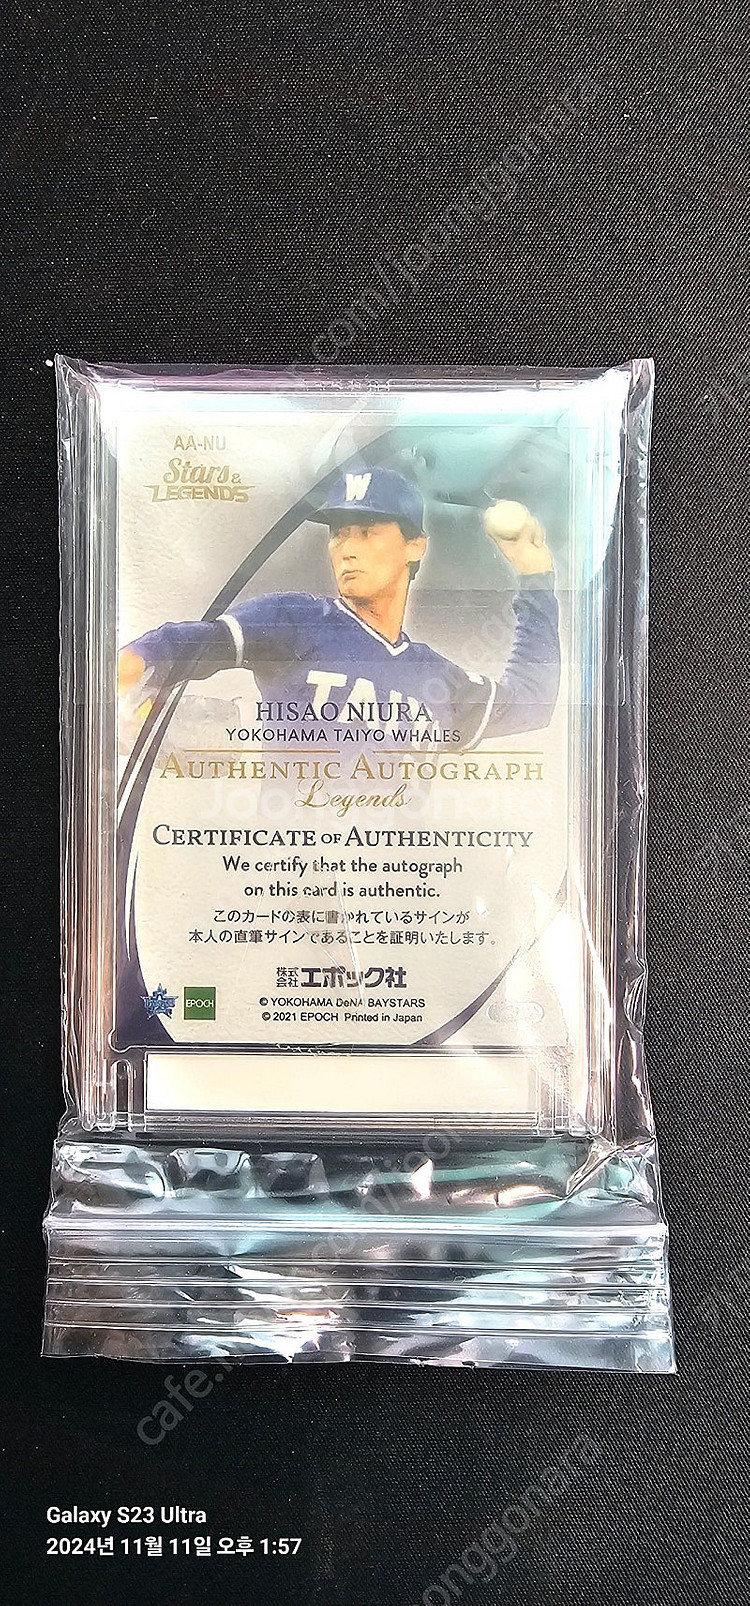 AA-NU
Stars &
LEGENDS
W
TAI
HISAO NIURA
YOKOHAMA TAIYO WHALES
AUTHENTIC AUTOGRAPH
Legends
CERTIFICATE OF AUTHENTICITY
We certify that the autograph
on this card is authentic.
このカードの表に書かれているサインが
本人の直筆サインであることを証明いたします。
株式会社エポック社
EPOCH
© YOKOHAMA DeNA BAYSTARS
© 2021 EPOCH Printed in Japan
Joonggonara
Galaxy S23 Ultra
2024년 11월 11일 오후 1:57